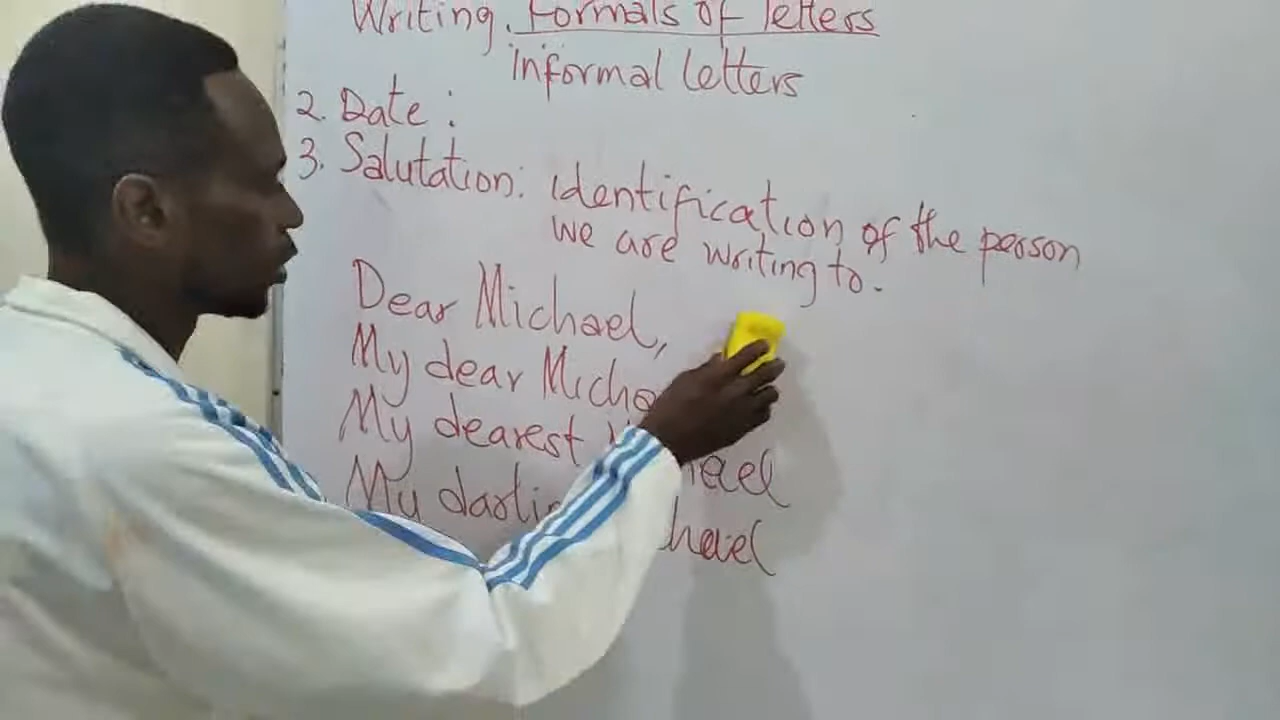 Writing. Formals of letters
Informal letters
2. Date :
3. Salutation: Identification of the person
we are writing to.
Dear Michael,
My dear
My dearest
My